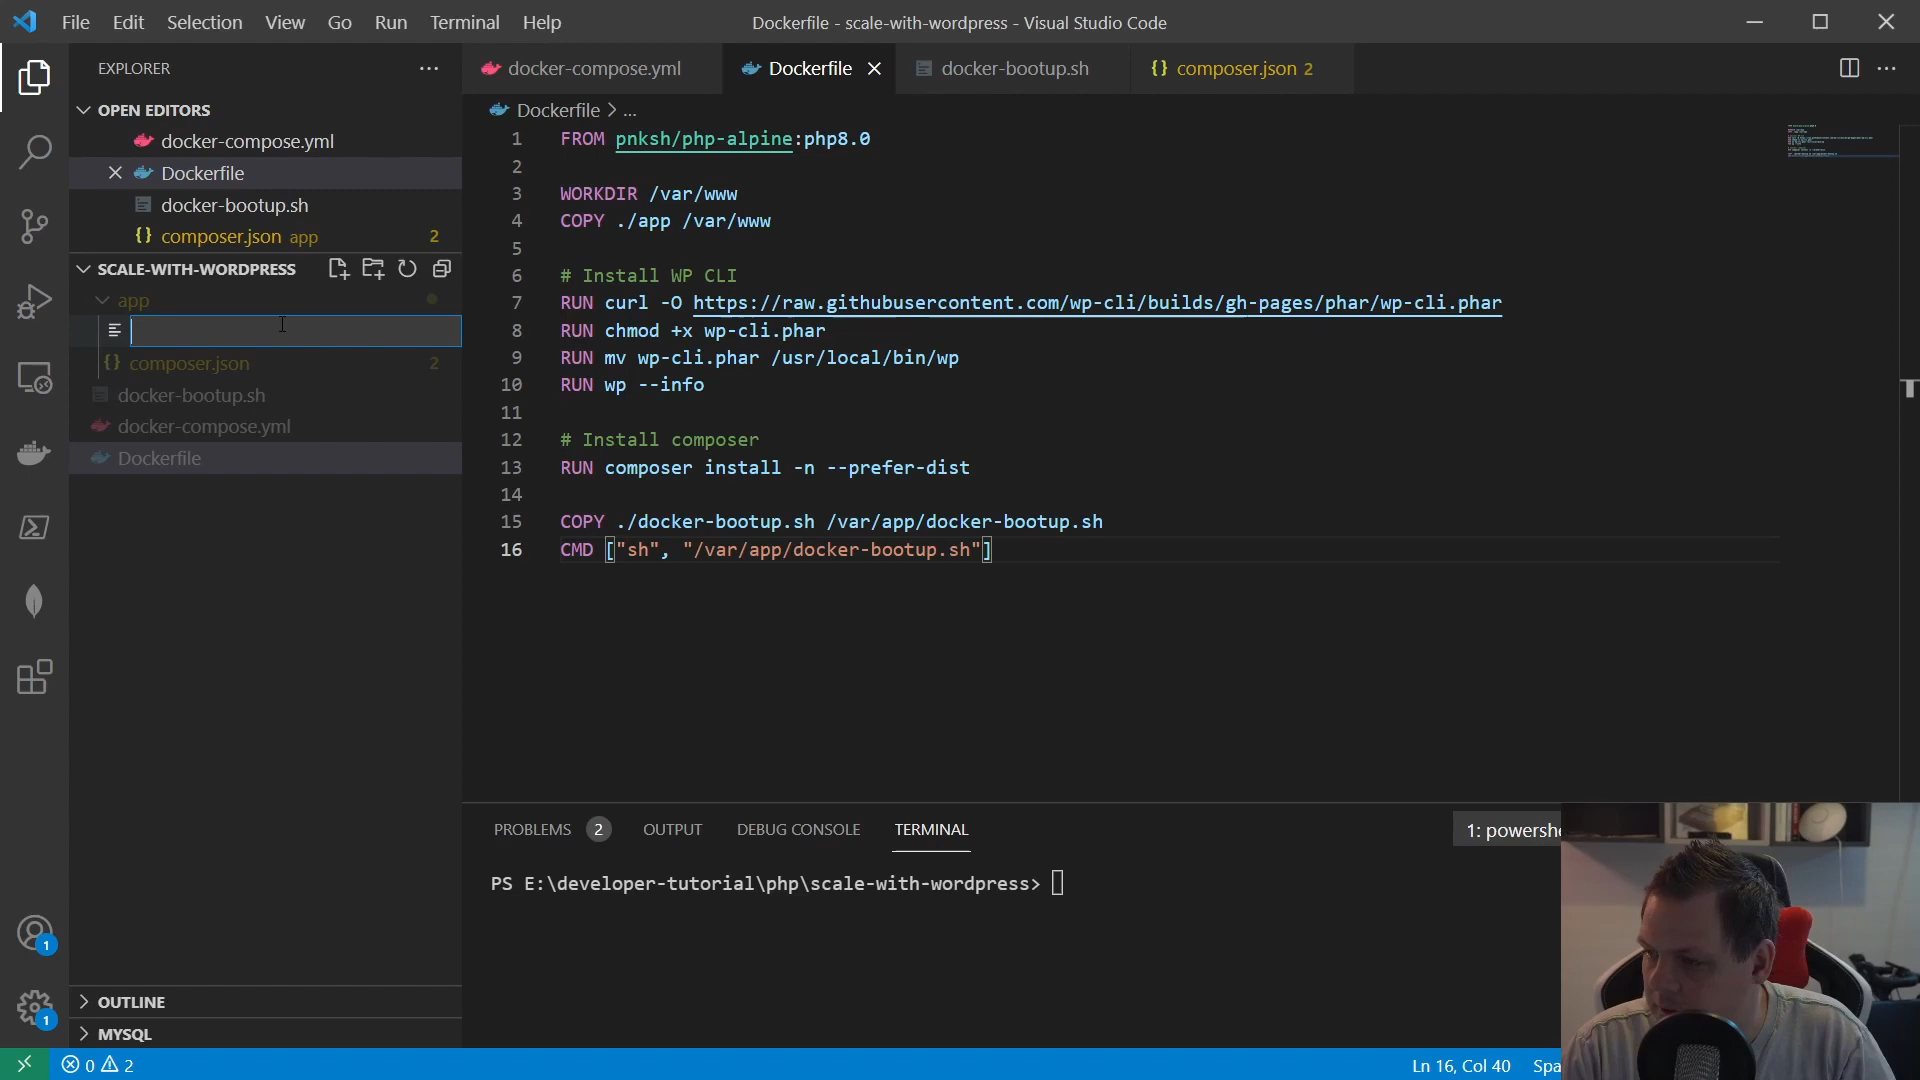 File Edit Selection View Go Run Terminal Help
Dockerfile - scale-with-wordpress - Visual Studio Code
EXPLORER
docker-compose.yml
Dockerfile
docker-bootup.sh
composer.json 2
OPEN EDITORS
docker-compose.yml
Dockerfile
docker-bootup.sh
composer.json app 2
SCALE-WITH-WORDPRESS
app
composer.json 2
docker-bootup.sh
docker-compose.yml
Dockerfile
OUTLINE
MYSQL
Dockerfile > ...
1 FROM pnksh/php-alpine:php8.0
2
3 WORKDIR /var/www
4 COPY ./app /var/www
5
6 # Install WP CLI
7 RUN curl -O https://raw.githubusercontent.com/wp-cli/builds/gh-pages/phar/wp-cli.phar
8 RUN chmod +x wp-cli.phar
9 RUN mv wp-cli.phar /usr/local/bin/wp
10 RUN wp --info
11
12 # Install composer
13 RUN composer install -n --prefer-dist
14
15 COPY ./docker-bootup.sh /var/app/docker-bootup.sh
16 CMD ["sh", "/var/app/docker-bootup.sh"]
PROBLEMS 2 OUTPUT DEBUG CONSOLE TERMINAL
1: powershe
PS E:\developer-tutorial\php\scale-with-wordpress>
1
1
0 2
Ln 16, Col 40 Spa